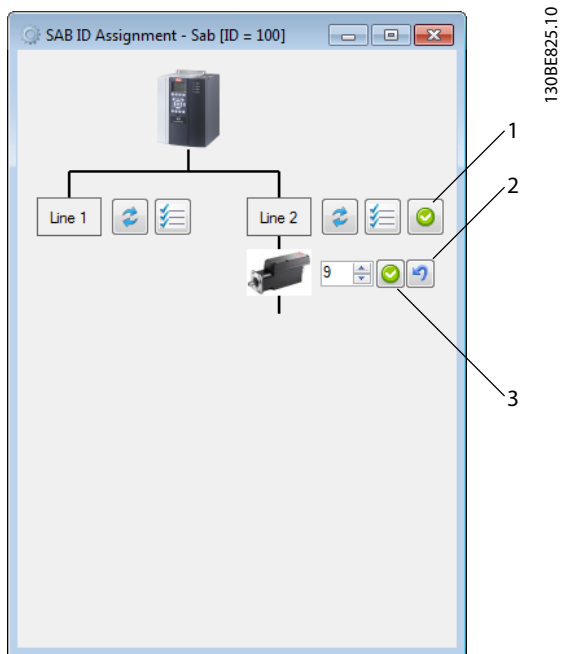 SAB ID Assignment - Sab [ID = 100]
130BE825.10
1
2
Line 1
Line 2
9
3